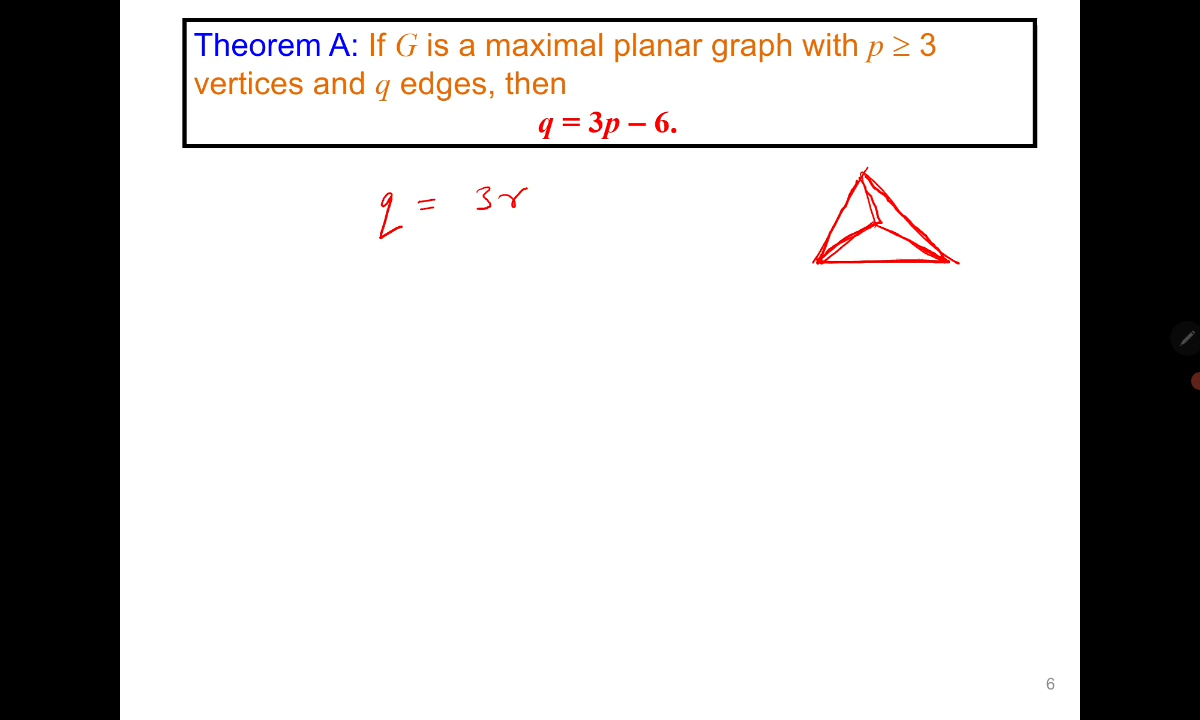 Theorem A: If G is a maximal planar graph with p ≥ 3
vertices and q edges, then
q = 3p – 6.
q = 3r
6